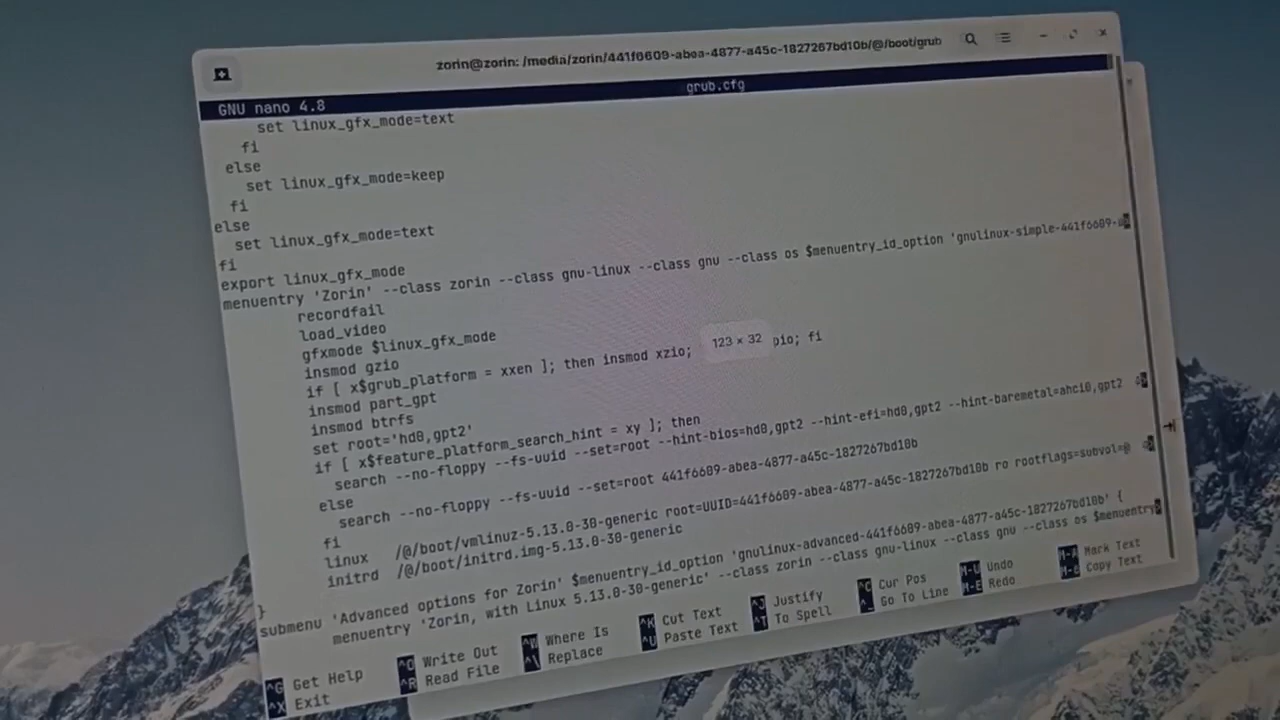 zorin@zorin: /media/zorin/441f6609-abea-4877-a45c-1827267bd10b/@/boot/grub
GNU nano 4.8 grub.cfg
set linux_gfx_mode=text
fi
else
set linux_gfx_mode=keep
fi
else
set linux_gfx_mode=text
fi
export linux_gfx_mode
menuentry 'Zorin' --class zorin --class gnu-linux --class gnu --class os $menuentry_id_option 'gnulinux-simple-441f6609-
recordfail
load_video
gfxmode $linux_gfx_mode
insmod gzio
if [ x$grub_platform = xxen ]; then insmod xzio; pio; fi
insmod part_gpt
insmod btrfs
set root='hd0,gpt2'
if [ x$feature_platform_search_hint = xy ]; then
search --no-floppy --fs-uuid --set=root --hint-bios=hd0,gpt2 --hint-efi=hd0,gpt2 --hint-baremetal=ahci0,gpt2
else
search --no-floppy --fs-uuid --set=root 441f6609-abea-4877-a45c-1827267bd10b
fi
linux /@/boot/vmlinuz-5.13.0-30-generic root=UUID=441f6609-abea-4877-a45c-1827267bd10b ro rootflags=subvol=@
initrd /@/boot/initrd.img-5.13.0-30-generic
}
submenu 'Advanced options for Zorin' $menuentry_id_option 'gnulinux-advanced-441f6609-abea-4877-a45c-1827267bd10b' {
menuentry 'Zorin, with Linux 5.13.0-30-generic' --class zorin --class gnu-linux --class gnu --class os $menuentry
123 × 32
^G Get Help ^O Write Out ^W Where Is ^K Cut Text ^J Justify ^C Cur Pos M-U Undo M-A Mark Text
^X Exit ^R Read File ^\ Replace ^U Paste Text ^T To Spell ^_ Go To Line M-E Redo M-6 Copy Text